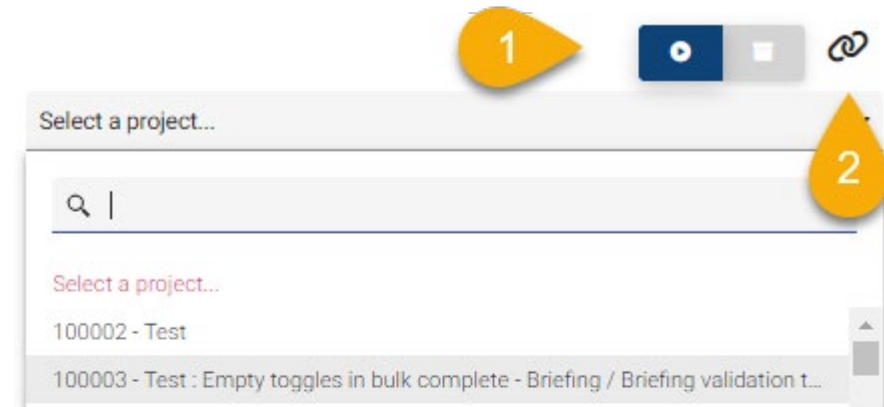 1
Select a project...
2
Select a project...
100002 - Test
100003 - Test : Empty toggles in bulk complete - Briefing / Briefing validation t...